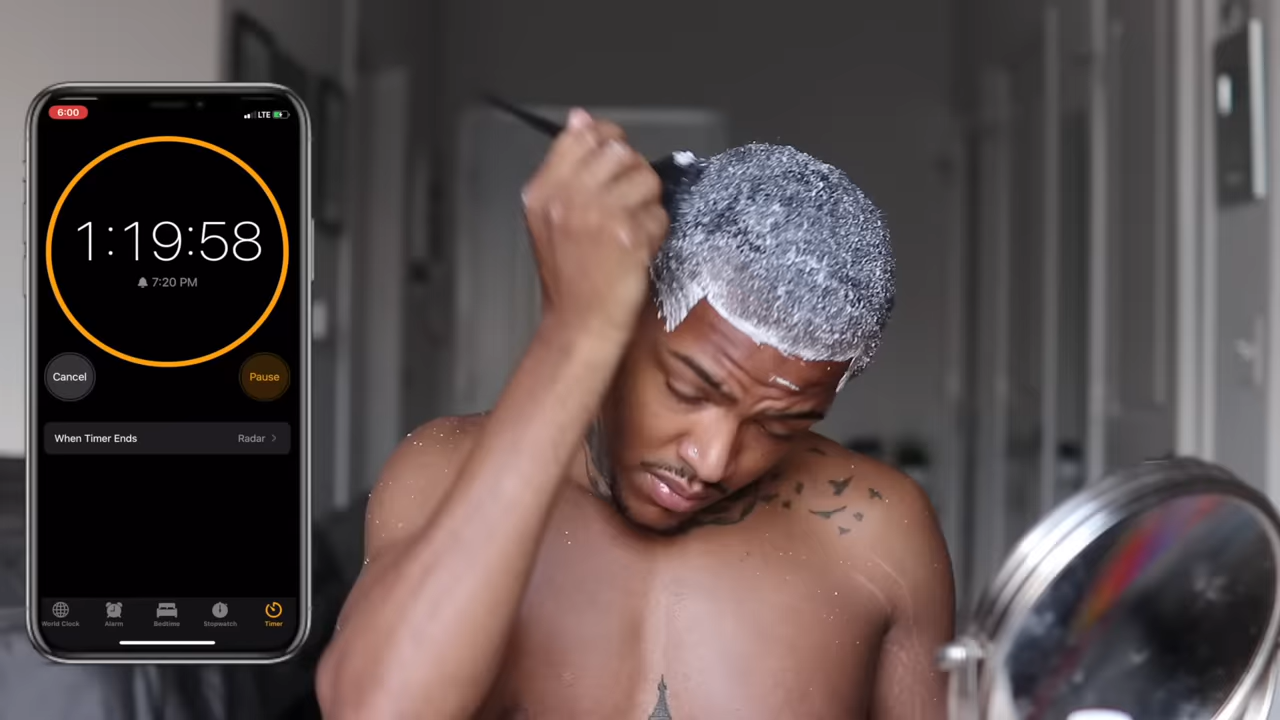 6:00 LTE
1:19:58
7:20 PM
Cancel Pause
When Timer Ends Radar
World Clock Alarm Bedtime Stopwatch Timer